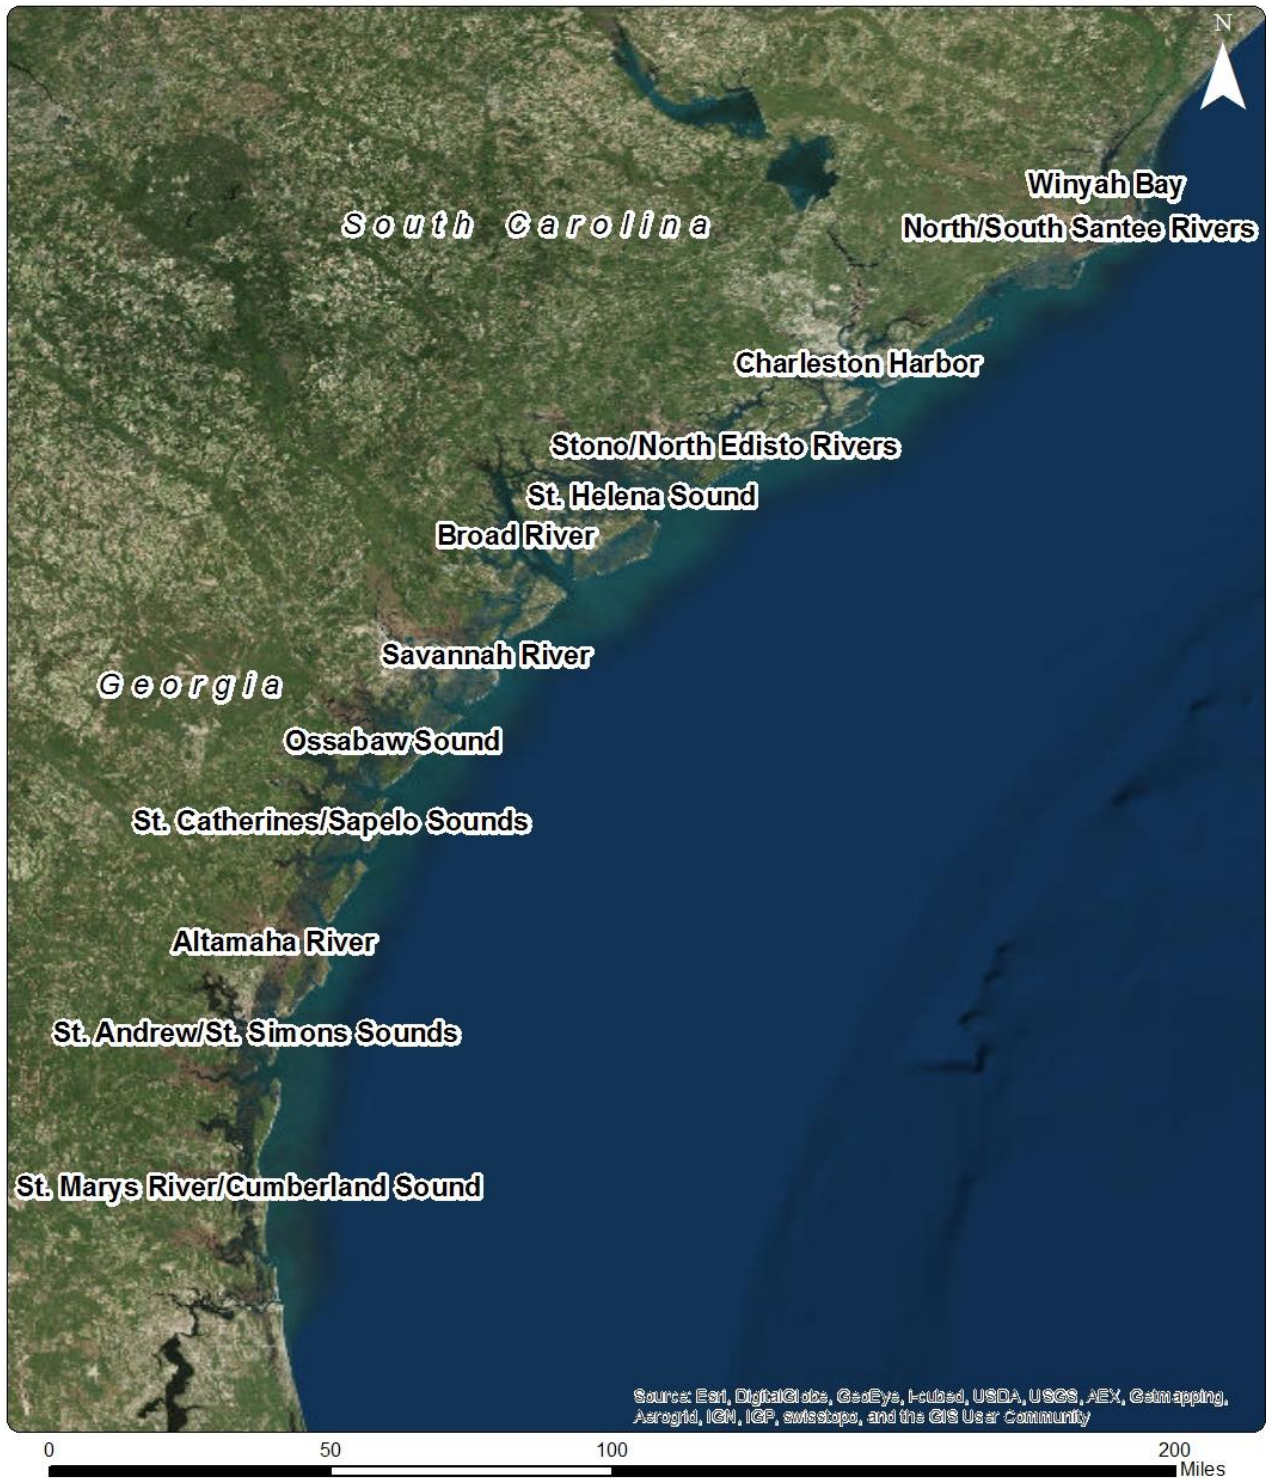 N
Winyah Bay
South Carolina
North/South Santee Rivers
Charleston Harbor
Stono/North Edisto Rivers
St. Helena Sound
Broad River
Savannah River
Georgia
Ossabaw Sound
St. Catherines/Sapelo Sounds
Altamaha River
St. Andrew/St. Simons Sounds
St. Marys River/Cumberland Sound
Source: Esri, DigitalGlobe, GeoEye, i-cubed, USDA, USGS, AEX, Getmapping,
Aerogrid, IGN, IGP, swisstopo, and the GIS User Community
0 50 100 200
Miles